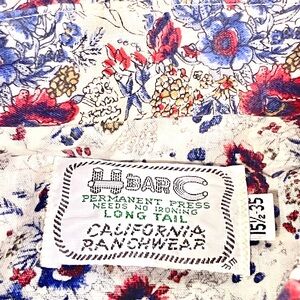 H BAR C
PERMANENT PRESS
NEEDS NO IRONING
LONG TAIL
CALIFORNIA
RANCHWEAR
15½ 35